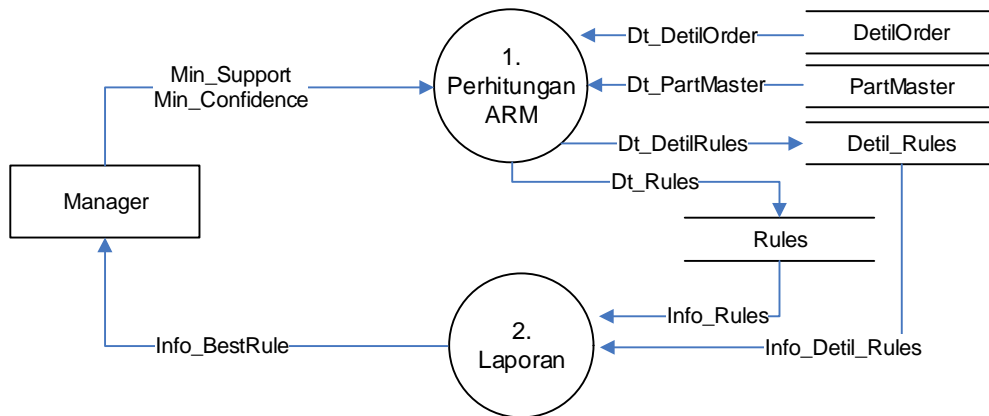 Dt_DetilOrder
DetilOrder
1.
Perhitungan
ARM
Min_Support
Min_Confidence
Dt_PartMaster
PartMaster
Dt_DetilRules
Detil_Rules
Dt_Rules
Manager
Rules
Info_Rules
2.
Laporan
Info_BestRule
Info_Detil_Rules